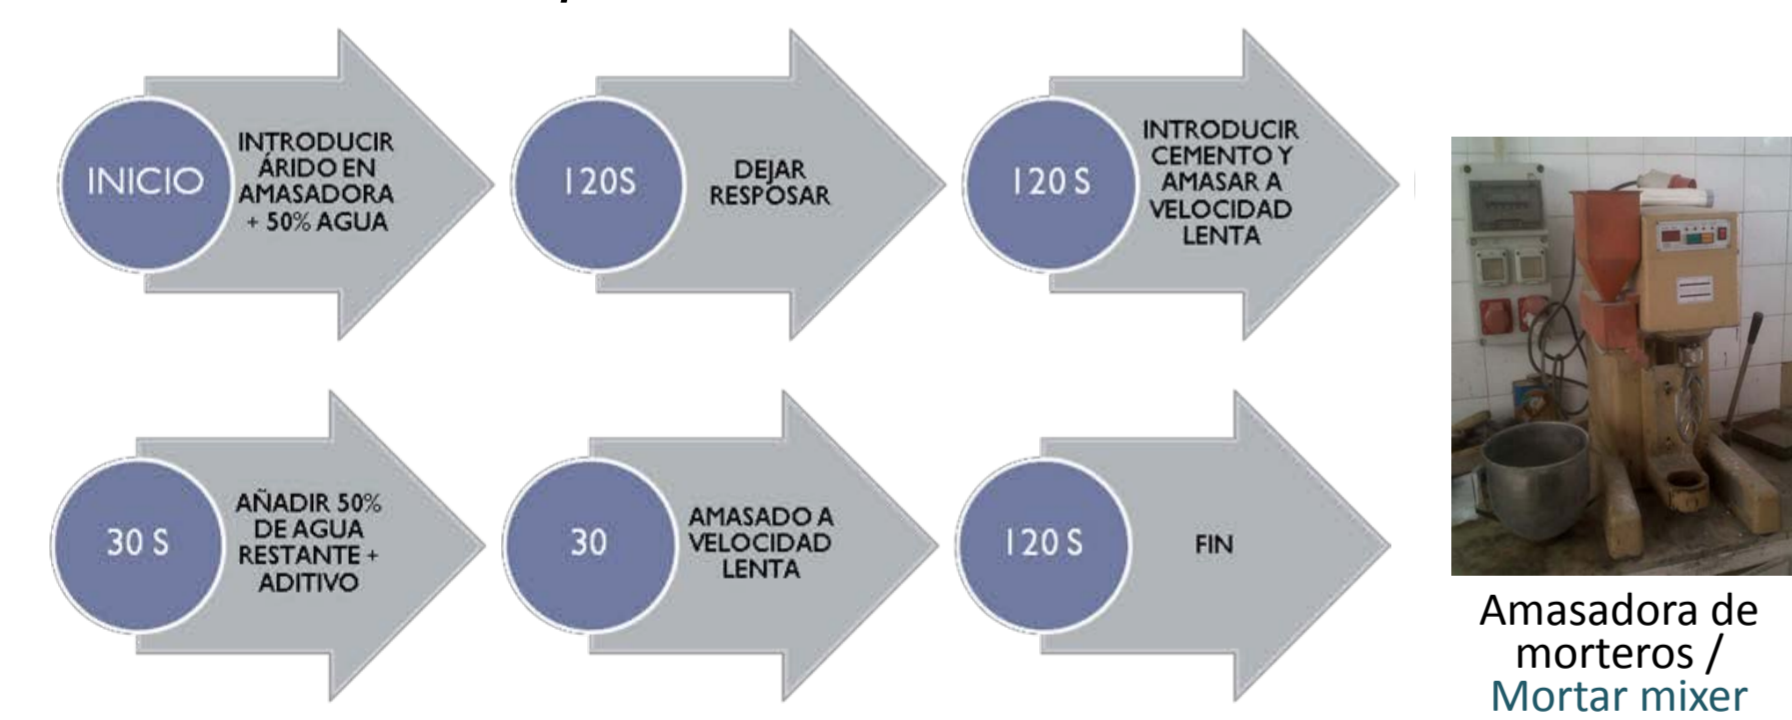 INICIO
INTRODUCIR
ÁRIDO EN
AMASADORA
+ 50% AGUA
120S
DEJAR
RESPOSAR
120 S
INTRODUCIR
CEMENTO Y
AMASAR A
VELOCIDAD
LENTA
30 S
AÑADIR 50%
DE AGUA
RESTANTE +
ADITIVO
30
AMASADO A
VELOCIDAD
LENTA
120 S
FIN
Amasadora de
morteros /
Mortar mixer